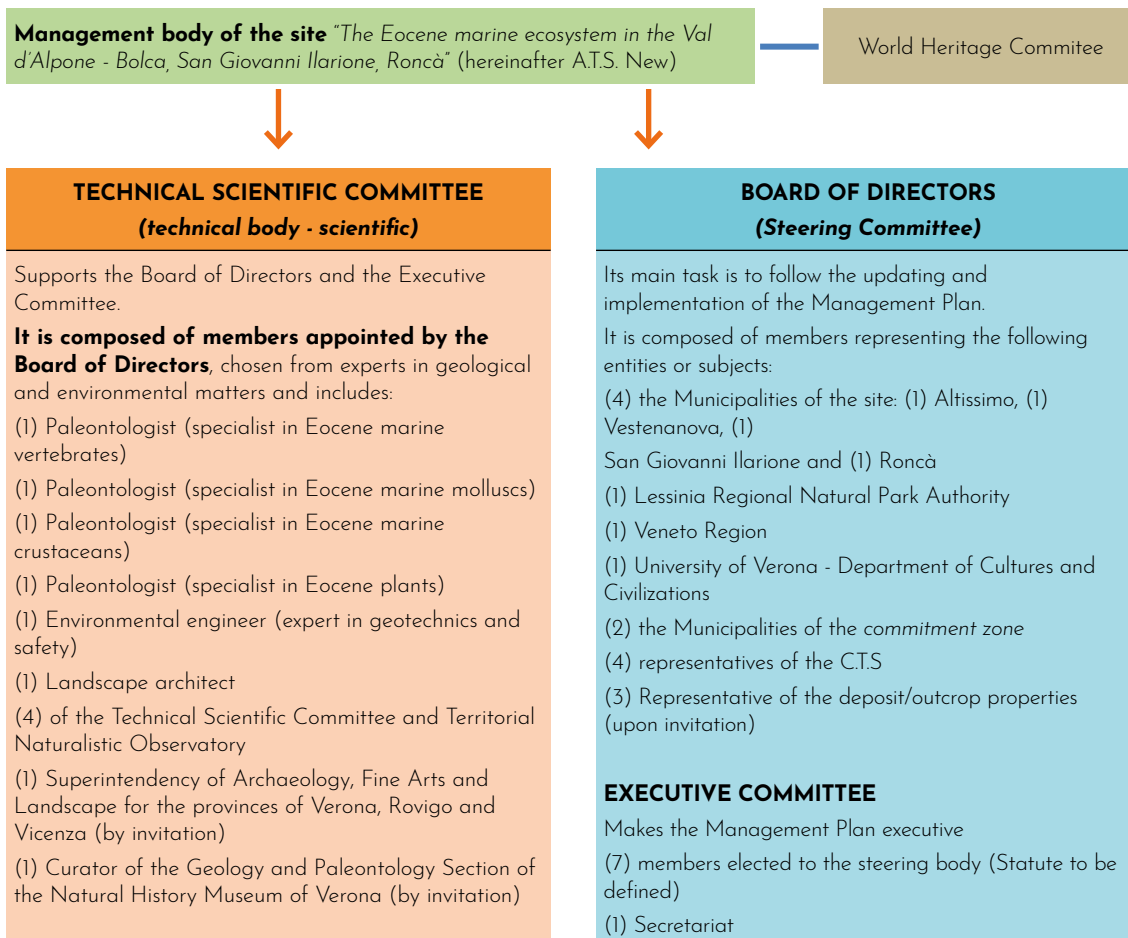 Management body of the site “The Eocene marine ecosystem in the Val
d’Alpone - Bolca, San Giovanni Ilarione, Roncà” (hereinafter A.T.S. New)
World Heritage Commitee
TECHNICAL SCIENTIFIC COMMITTEE
(technical body - scientific)
Supports the Board of Directors and the Executive
Committee.
It is composed of members appointed by the
Board of Directors, chosen from experts in geological
and environmental matters and includes:
(1) Paleontologist (specialist in Eocene marine
vertebrates)
(1) Paleontologist (specialist in Eocene marine molluscs)
(1) Paleontologist (specialist in Eocene marine
crustaceans)
(1) Paleontologist (specialist in Eocene plants)
(1) Environmental engineer (expert in geotechnics and
safety)
(1) Landscape architect
(4) of the Technical Scientific Committee and Territorial
Naturalistic Observatory
(1) Superintendency of Archaeology, Fine Arts and
Landscape for the provinces of Verona, Rovigo and
Vicenza (by invitation)
(1) Curator of the Geology and Paleontology Section of
the Natural History Museum of Verona (by invitation)
BOARD OF DIRECTORS
(Steering Committee)
Its main task is to follow the updating and
implementation of the Management Plan.
It is composed of members representing the following
entities or subjects:
(4) the Municipalities of the site: (1) Altissimo, (1)
Vestenanova, (1)
San Giovanni Ilarione and (1) Roncà
(1) Lessinia Regional Natural Park Authority
(1) Veneto Region
(1) University of Verona - Department of Cultures and
Civilizations
(2) the Municipalities of the commitment zone
(4) representatives of the C.T.S
(3) Representative of the deposit/outcrop properties
(upon invitation)
EXECUTIVE COMMITTEE
Makes the Management Plan executive
(7) members elected to the steering body (Statute to be
defined)
(1) Secretariat